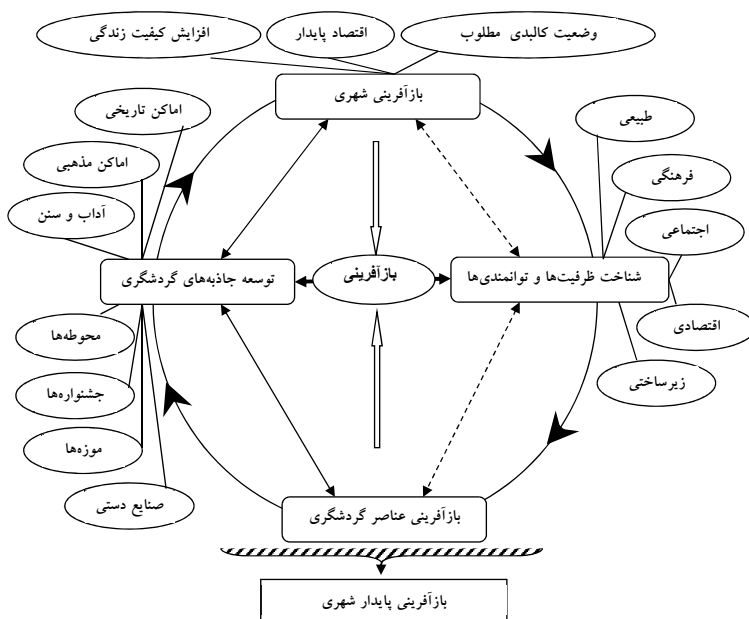 افزایش کیفیت زندگی
اقتصاد پایدار
وضعیت کالبدی مطلوب
بازآفرینی شهری
اماکن تاریخی
اماکن مذهبی
آداب و سنن
توسعه جاذبه‌های گردشگری
محوطه‌ها
جشنواره‌ها
موزه‌ها
صنایع دستی
بازآفرینی
طبیعی
فرهنگی
اجتماعی
شناخت ظرفیت‌ها و توانمندی‌ها
اقتصادی
زیرساختی
بازآفرینی عناصر گردشگری
بازآفرینی پایدار شهری